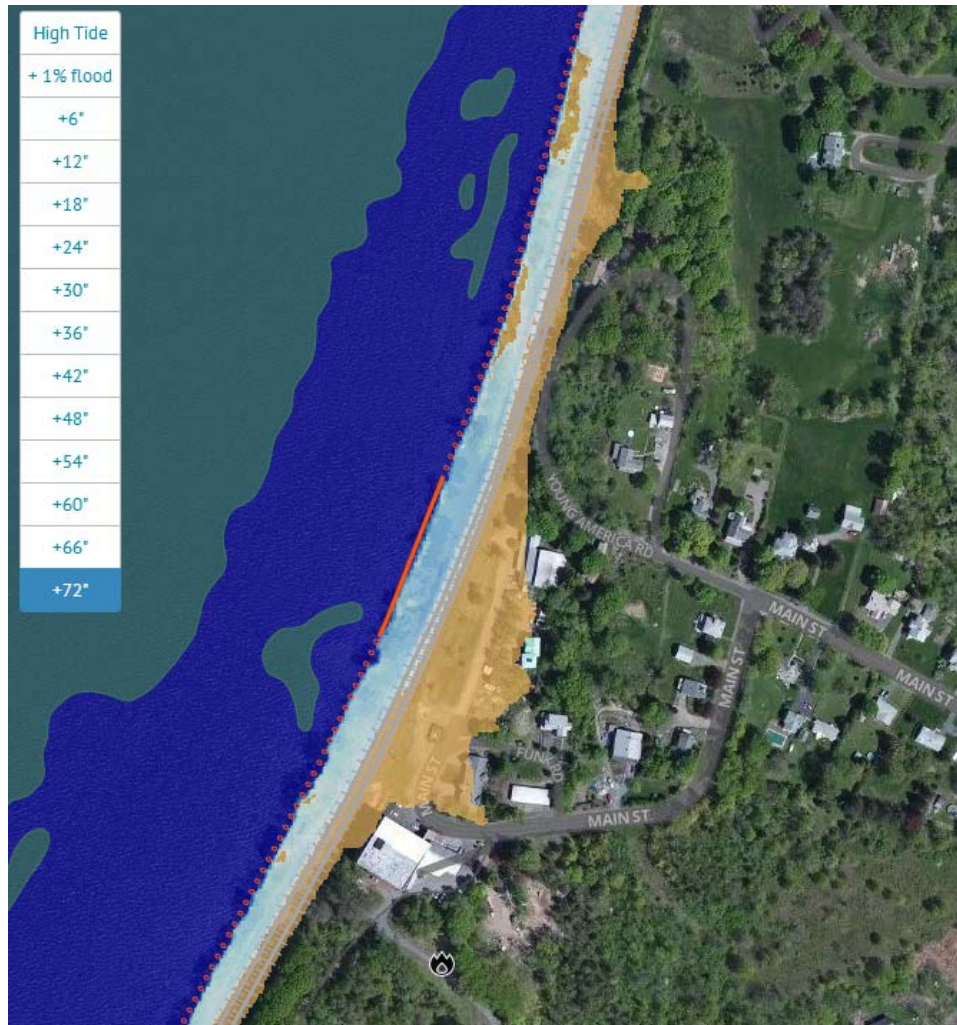 High Tide
+ 1% flood
+6"
+12"
+18"
+24"
+30"
+36"
+42"
+48"
+54"
+60"
+66"
+72"
YOUNG AMERICA RD
MAIN ST
MAIN ST
MAIN ST
FUNK RD
MAIN ST
MAIN ST